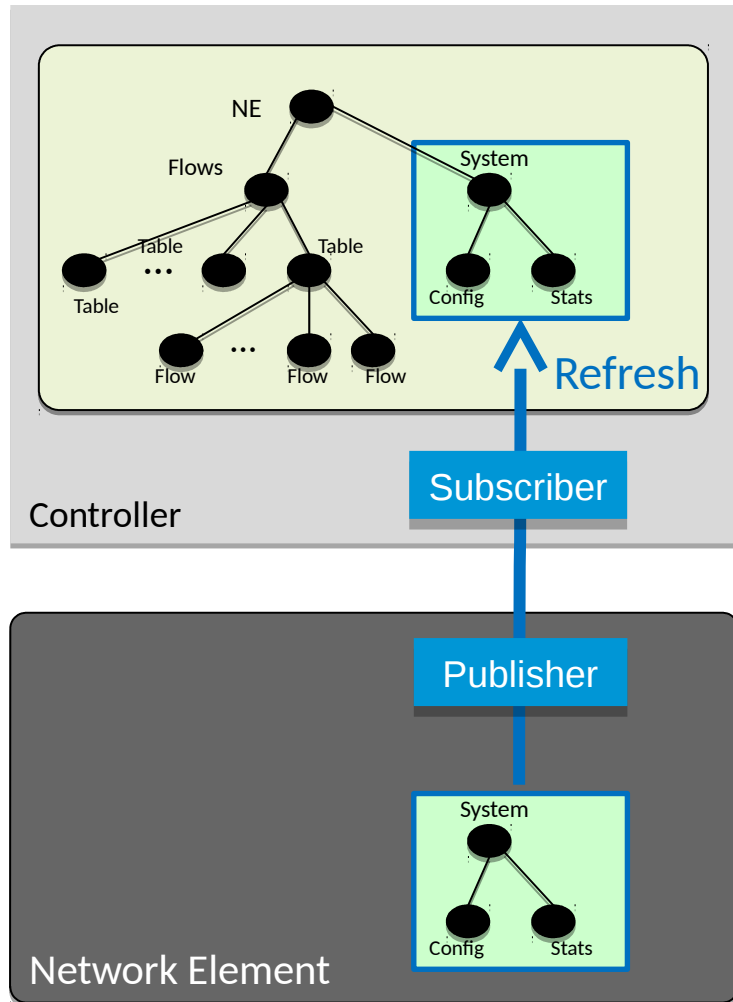 NE
System
Flows
Table
...
Table
Table
Config
Stats
...
Flow
Flow
Flow
Refresh
Subscriber
Controller
Publisher
System
Config
Stats
Network Element